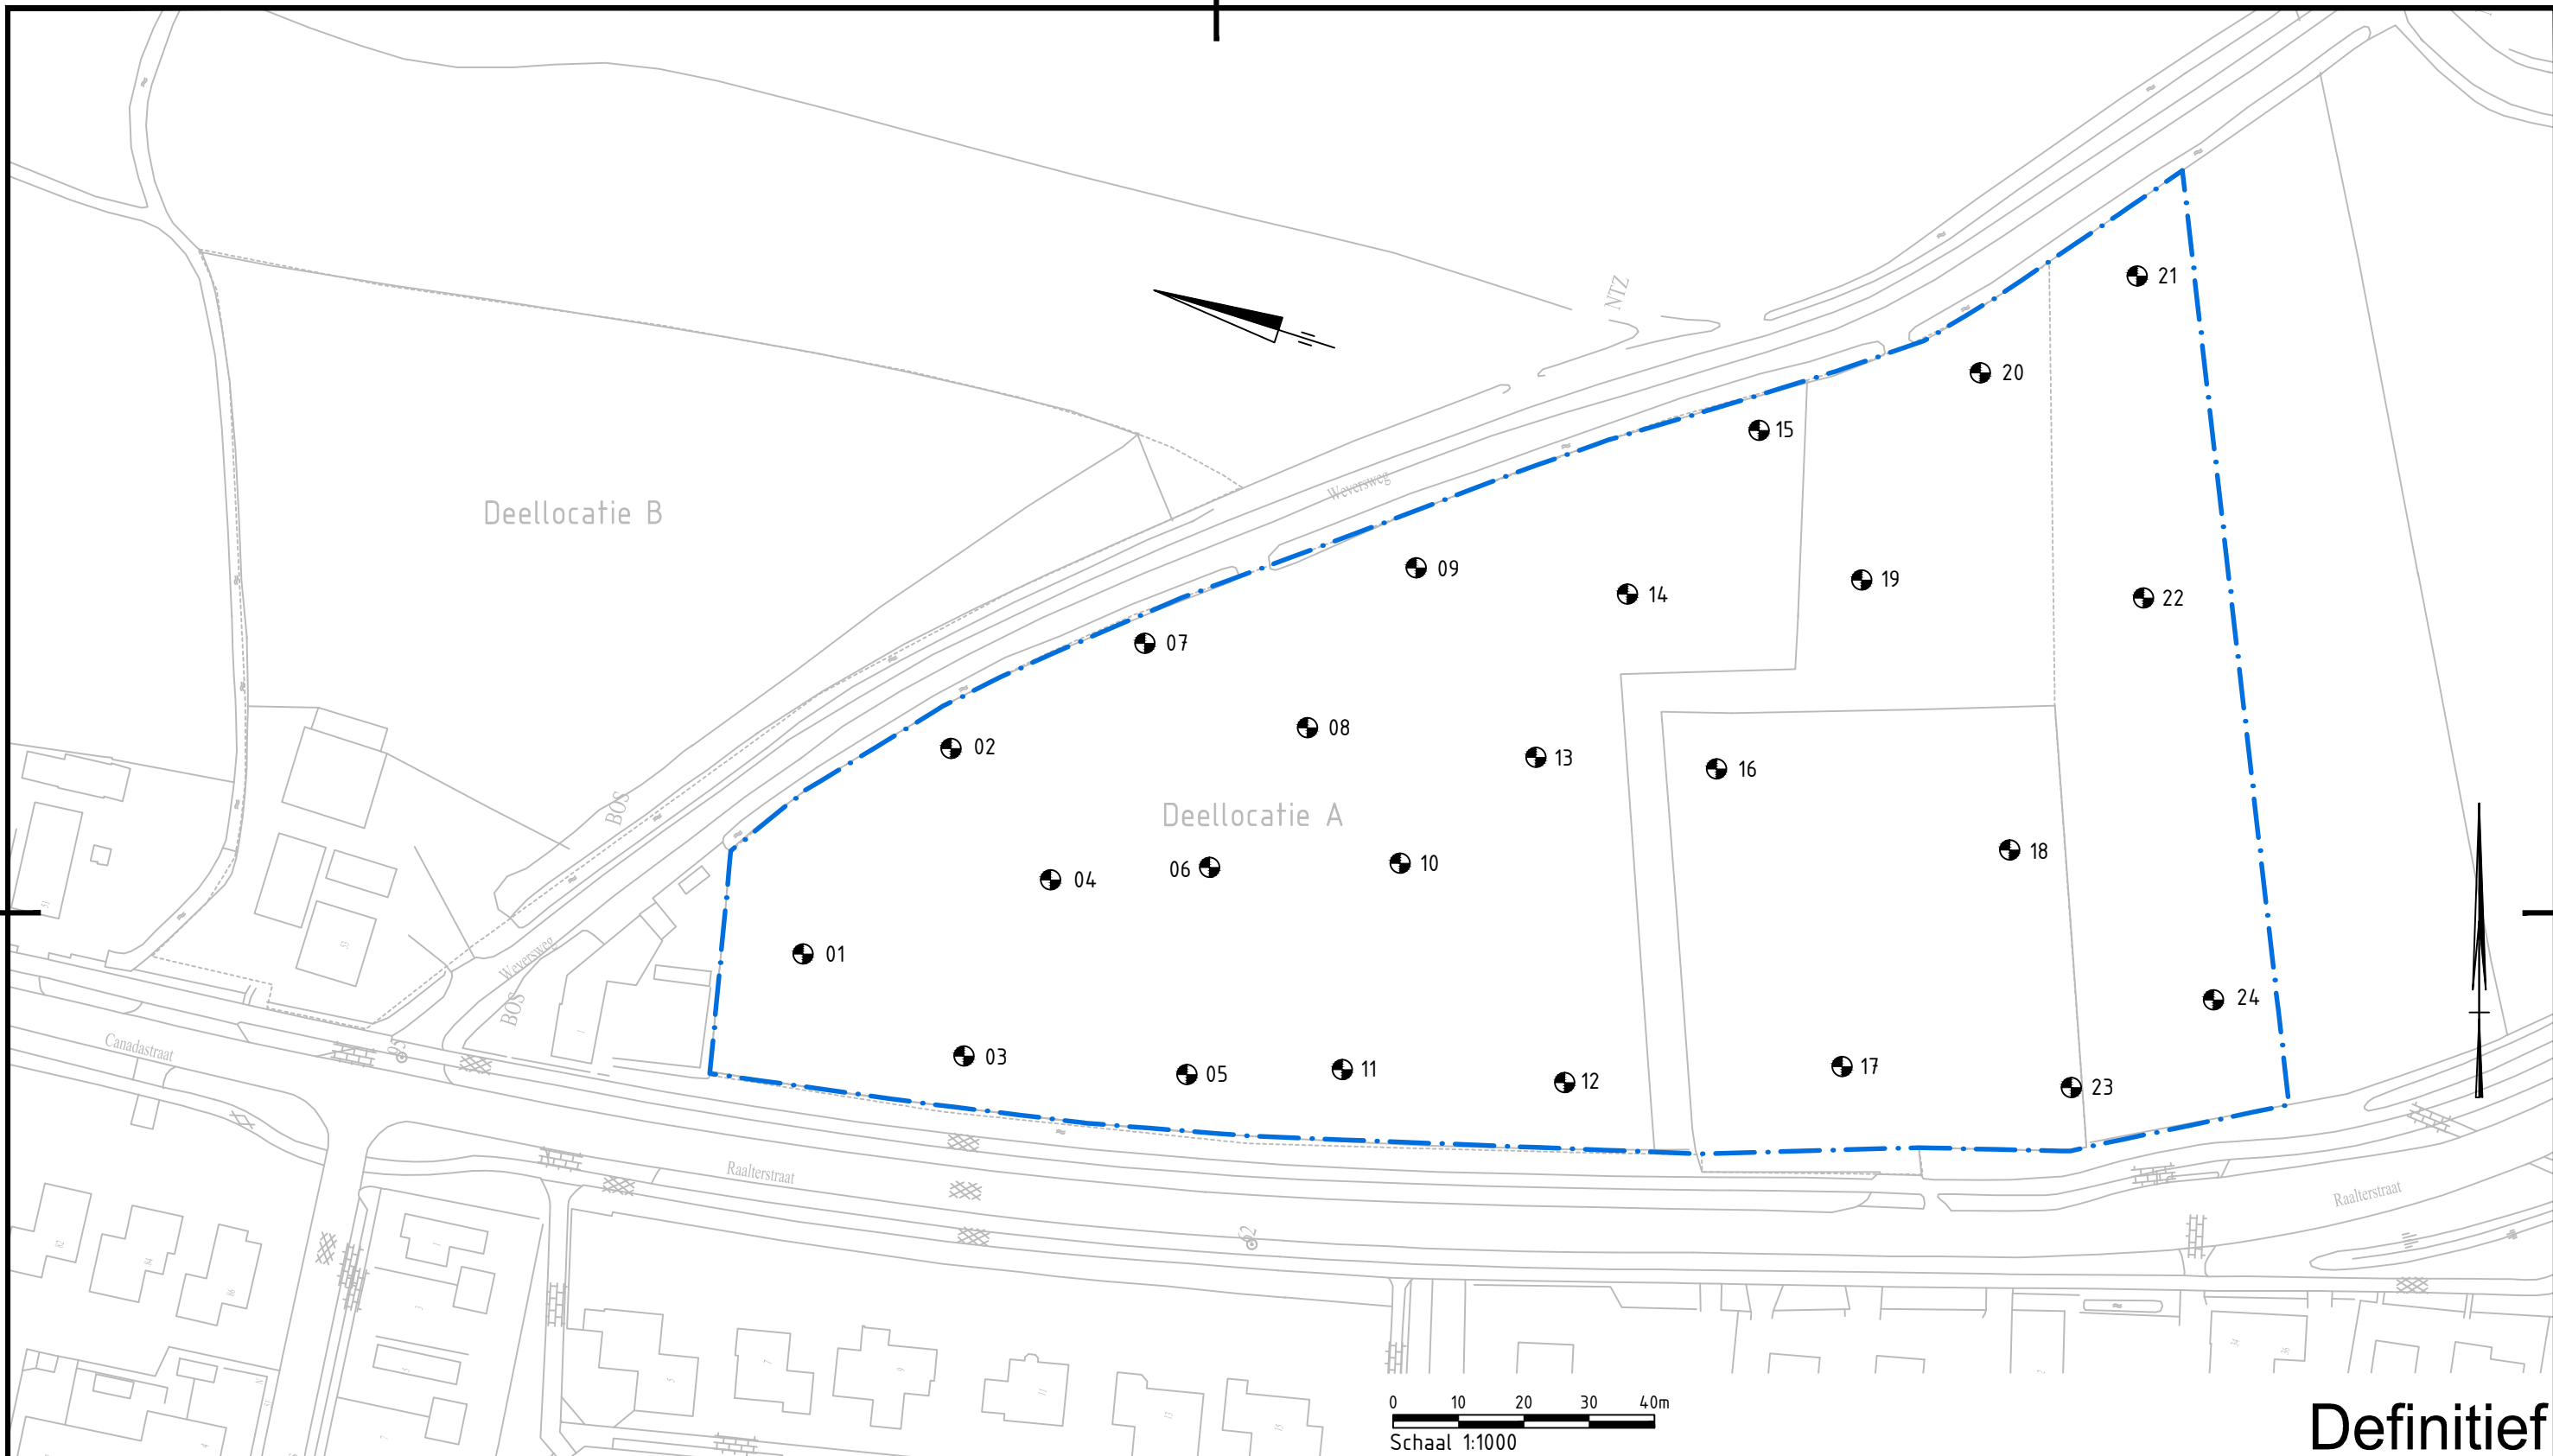 NTZ
21
20
15
Weversweg
Deellocatie B
09
14
19
22
07
02
08
13
16
BOS
Deellocatie A
04
06
10
18
01
Weversweg
BOS
24
Canadastraat
03
05
11
12
17
23
Raalterstraat
Raalterstraat
0 10 20 30 40m
Schaal 1:1000
Definitief